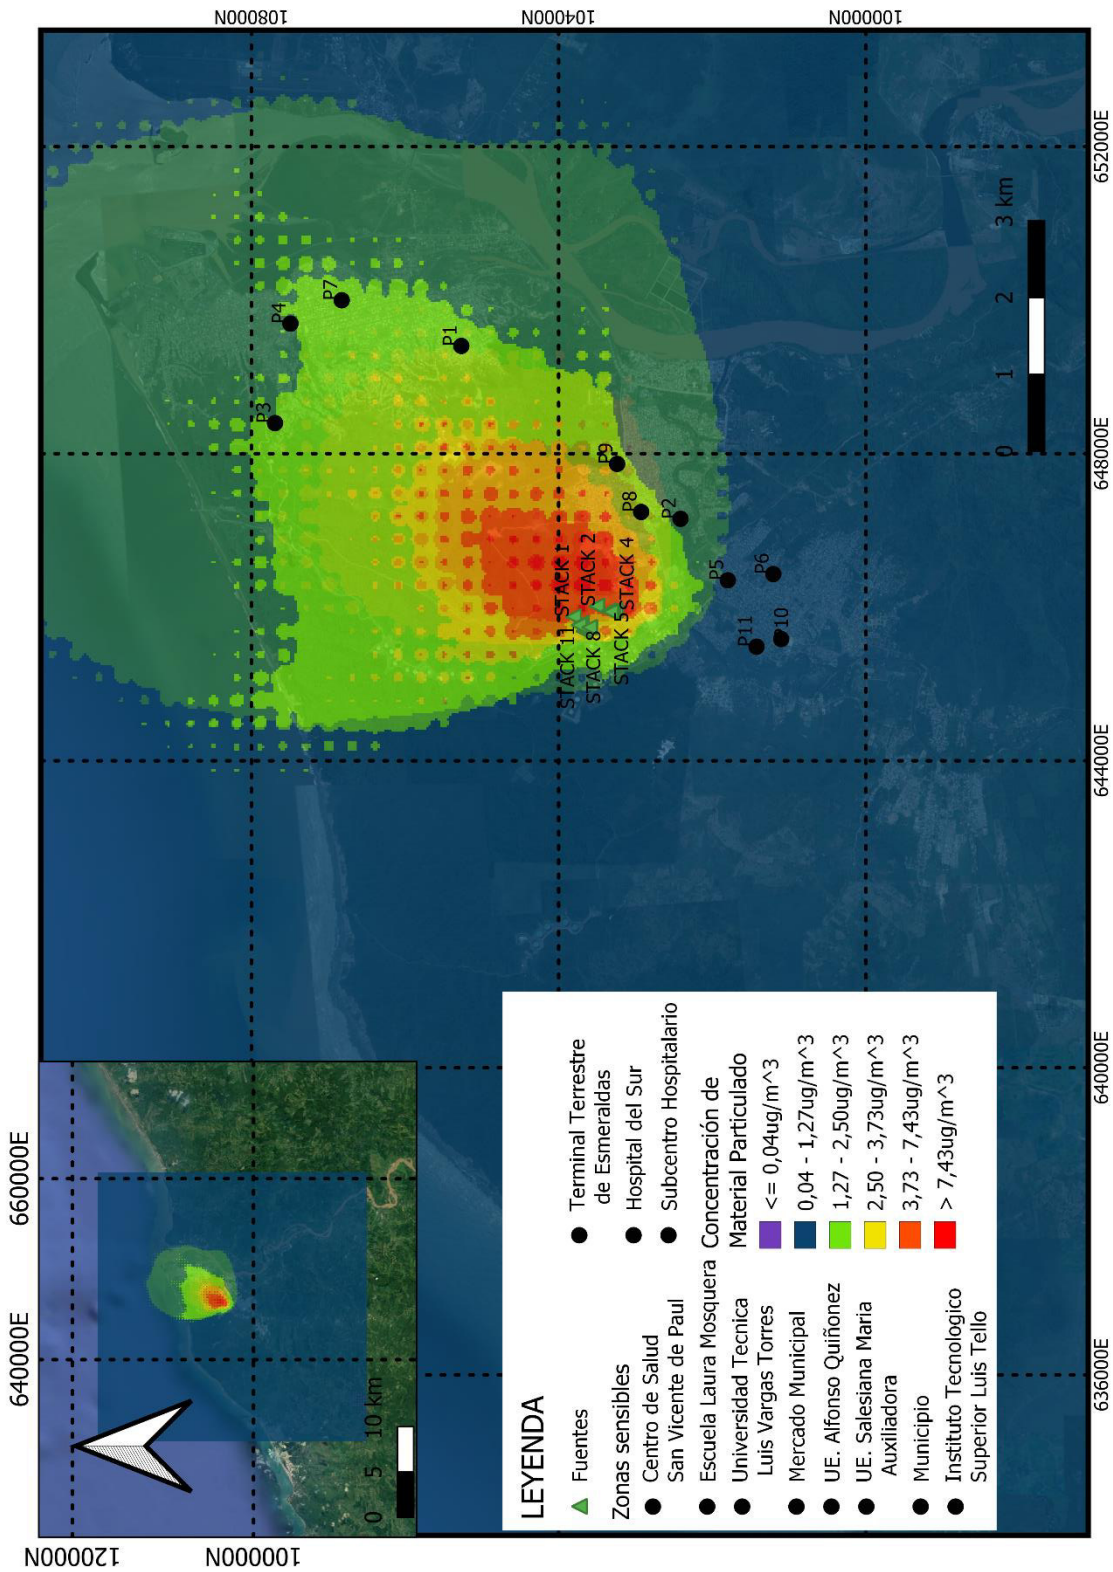 640000E
660000E
120000N
100000N
0 5 10 km
108000N
104000N
100000N
636000E
640000E
644000E
648000E
652000E
P3
P4
P7
P1
P9
P8
P2
P5
P6
P11
P10
STACK 11
STACK 1
STACK 8
STACK 2
STACK 5
STACK 4
0 1 2 3 km
LEYENDA
Fuentes
Zonas sensibles
Centro de Salud
San Vicente de Paul
Escuela Laura Mosquera
Universidad Tecnica
Luis Vargas Torres
Mercado Municipal
UE. Alfonso Quiñonez
UE. Salesiana Maria
Auxiliadora
Municipio
Instituto Tecnologico
Superior Luis Tello
Terminal Terrestre
de Esmeraldas
Hospital del Sur
Subcentro Hospitalario
Concentración de
Material Particulado
<= 0,04ug/m^3
0,04 - 1,27ug/m^3
1,27 - 2,50ug/m^3
2,50 - 3,73ug/m^3
3,73 - 7,43ug/m^3
> 7,43ug/m^3